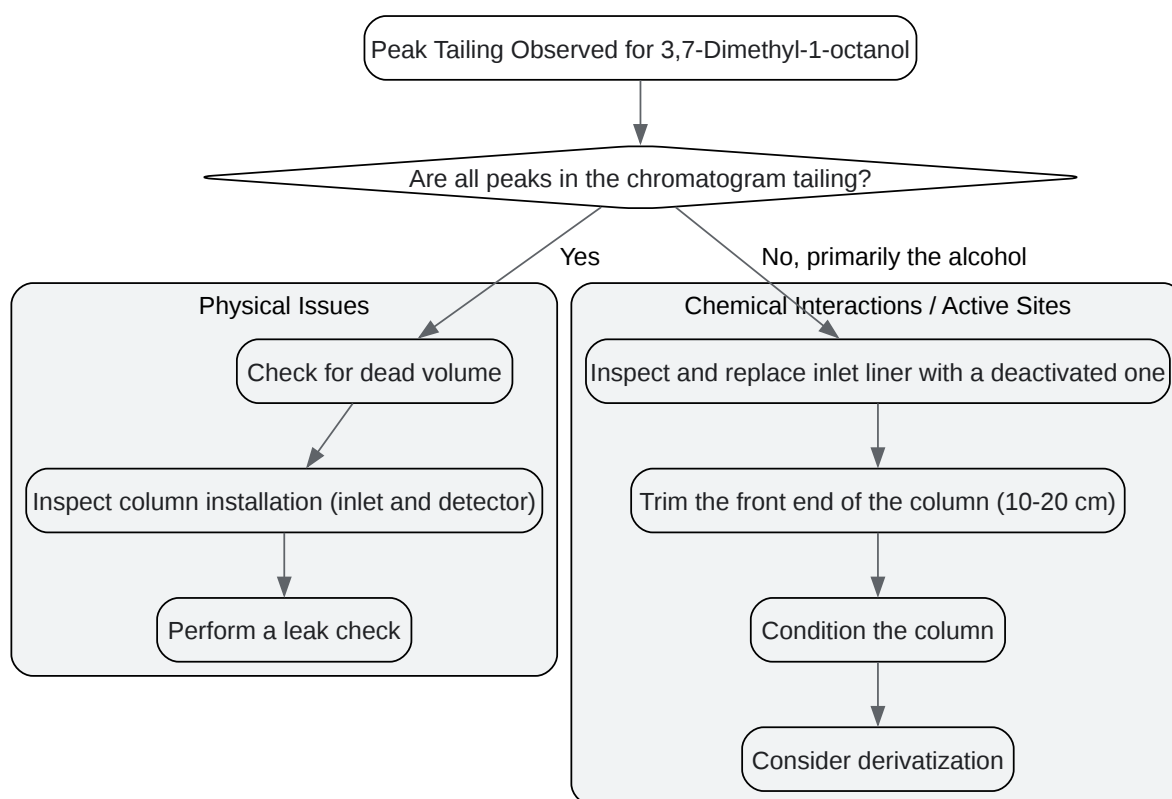 Peak Tailing Observed for 3,7-Dimethyl-1-octanol
Are all peaks in the chromatogram tailing?
Yes
No, primarily the alcohol
Physical Issues
Check for dead volume
Inspect column installation (inlet and detector)
Perform a leak check
Chemical Interactions / Active Sites
Inspect and replace inlet liner with a deactivated one
Trim the front end of the column (10-20 cm)
Condition the column
Consider derivatization